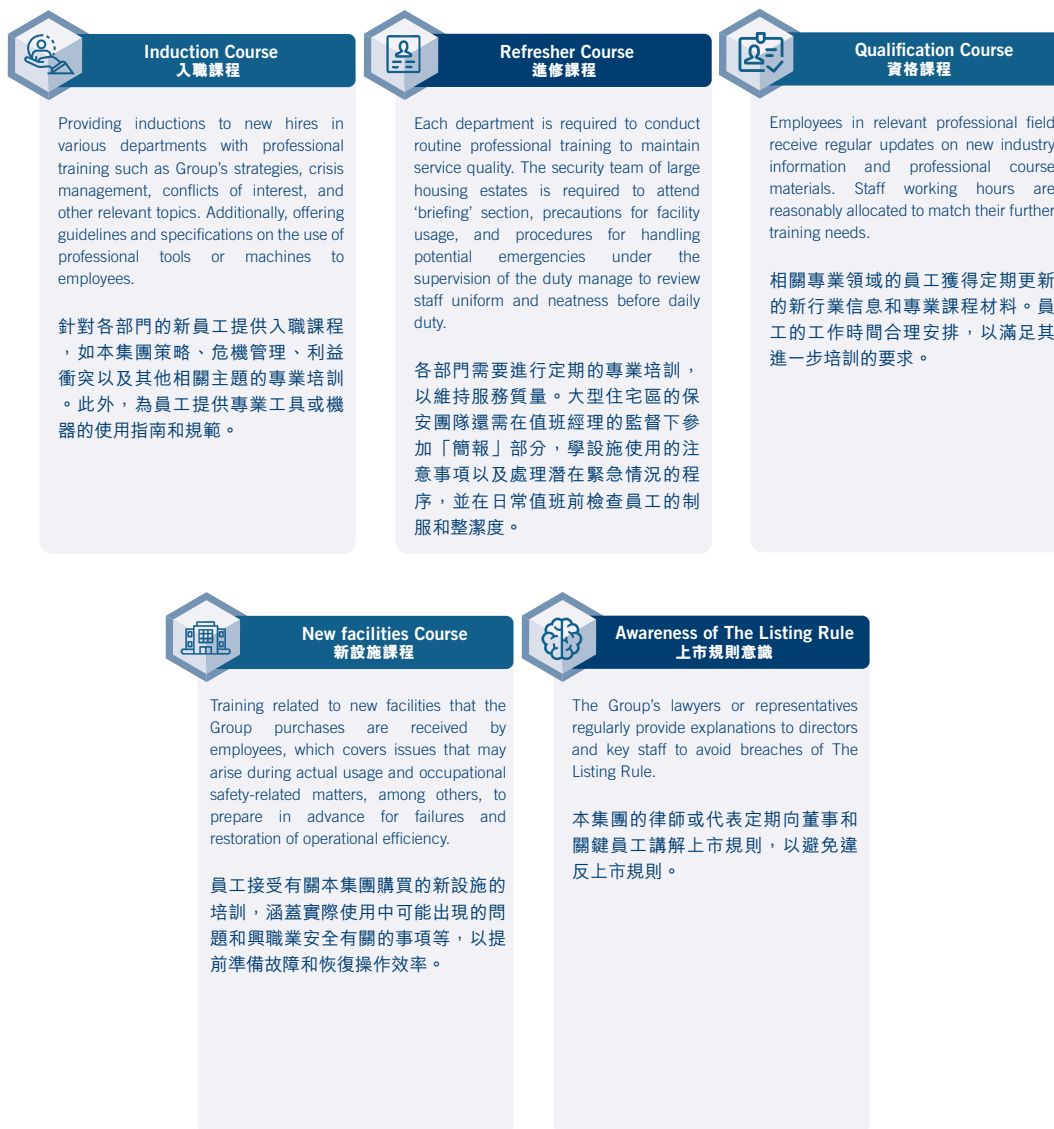 Induction Course
入職課程
Providing inductions to new hires in
various departments with professional
training such as Group's strategies, crisis
management, conflicts of interest, and
other relevant topics. Additionally, offering
guidelines and specifications on the use of
professional tools or machines to
employees.
針對各部門的新員工提供入職課程
，如本集團策略、危機管理、利益
衝突以及其他相關主題的專業培訓
。此外，為員工提供專業工具或機
器的使用指南和規範。
Refresher Course
進修課程
Each department is required to conduct
routine professional training to maintain
service quality. The security team of large
housing estates is required to attend
‘briefing’ section, precautions for facility
usage, and procedures for handling
potential emergencies under the
supervision of the duty manage to review
staff uniform and neatness before daily
duty.
各部門需要進行定期的專業培訓，
以維持服務質量。大型住宅區的保
安團隊還需在值班經理的監督下參
加「簡報」部分，學設施使用的注
意事項以及處理潛在緊急情況的程
序，並在日常值班前檢查員工的制
服和整潔度。
Qualification Course
資格課程
Employees in relevant professional field
receive regular updates on new industry
information and professional course
materials. Staff working hours are
reasonably allocated to match their further
training needs.
相關專業領域的員工獲得定期更新
的新行業信息和專業課程材料。員
工的工作時間合理安排，以滿足其
進一步培訓的要求。
New facilities Course
新設施課程
Training related to new facilities that the
Group purchases are received by
employees, which covers issues that may
arise during actual usage and occupational
safety-related matters, among others, to
prepare in advance for failures and
restoration of operational efficiency.
員工接受有關本集團購買的新設施的
培訓，涵蓋實際使用中可能出現的問
題和興職業安全有關的事項等，以提
前準備故障和恢復操作效率。
Awareness of The Listing Rule
上市規則意識
The Group's lawyers or representatives
regularly provide explanations to directors
and key staff to avoid breaches of The
Listing Rule.
本集團的律師或代表定期向董事和
關鍵員工講解上市規則，以避免違
反上市規則。